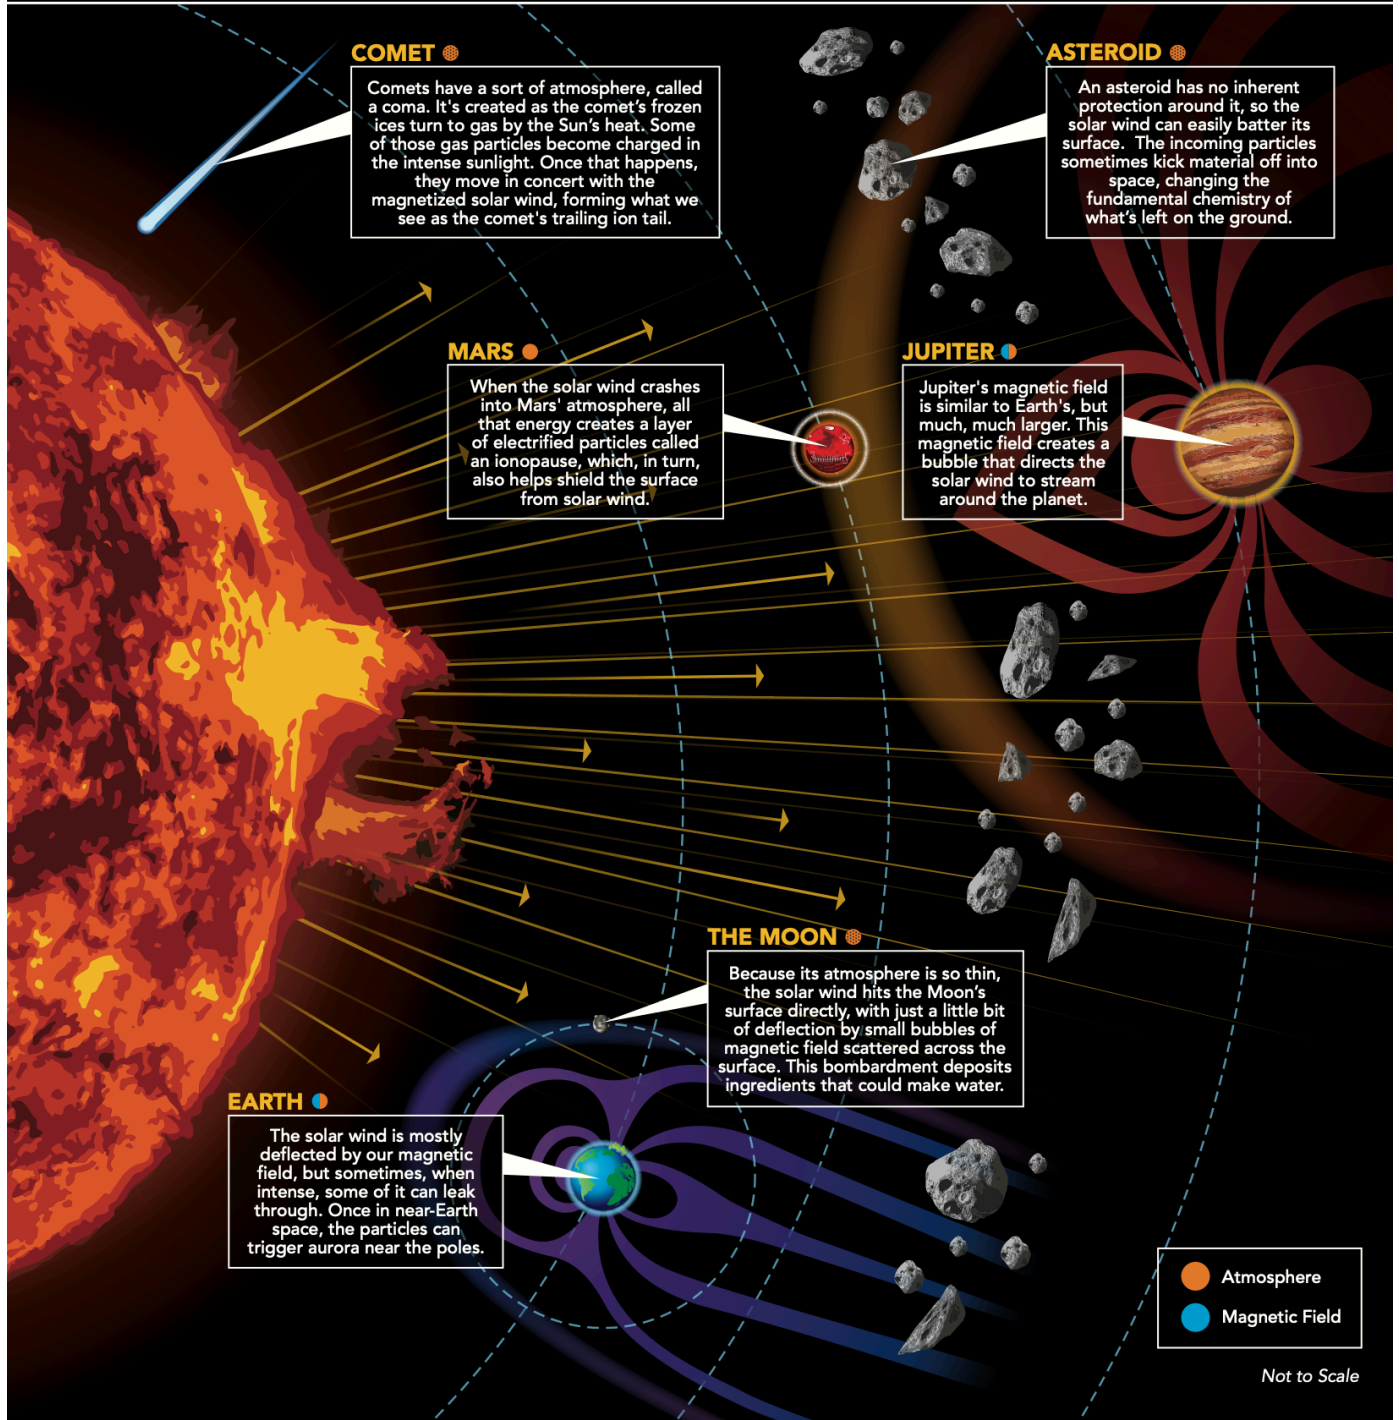 COMET
Comets have a sort of atmosphere, called
a coma. It's created as the comet's frozen
ices turn to gas by the Sun's heat. Some
of those gas particles become charged in
the intense sunlight. Once that happens,
they move in concert with the
magnetized solar wind, forming what we
see as the comet's trailing ion tail.
ASTEROID
An asteroid has no inherent
protection around it, so the
solar wind can easily batter its
surface.  The incoming particles
sometimes kick material off into
space, changing the
fundamental chemistry of
what's left on the ground.
MARS
When the solar wind crashes
into Mars' atmosphere, all
that energy creates a layer
of electrified particles called
an ionopause, which, in turn,
also helps shield the surface
from solar wind.
JUPITER
Jupiter's magnetic field
is similar to Earth's, but
much, much larger. This
magnetic field creates a
bubble that directs the
solar wind to stream
around the planet.
THE MOON
Because its atmosphere is so thin,
the solar wind hits the Moon's
surface directly, with just a little bit
of deflection by small bubbles of
magnetic field scattered across the
surface. This bombardment deposits
ingredients that could make water.
EARTH
The solar wind is mostly
deflected by our magnetic
field, but sometimes, when
intense, some of it can leak
through. Once in near-Earth
space, the particles can
trigger aurora near the poles.
Atmosphere
Magnetic Field
Not to Scale